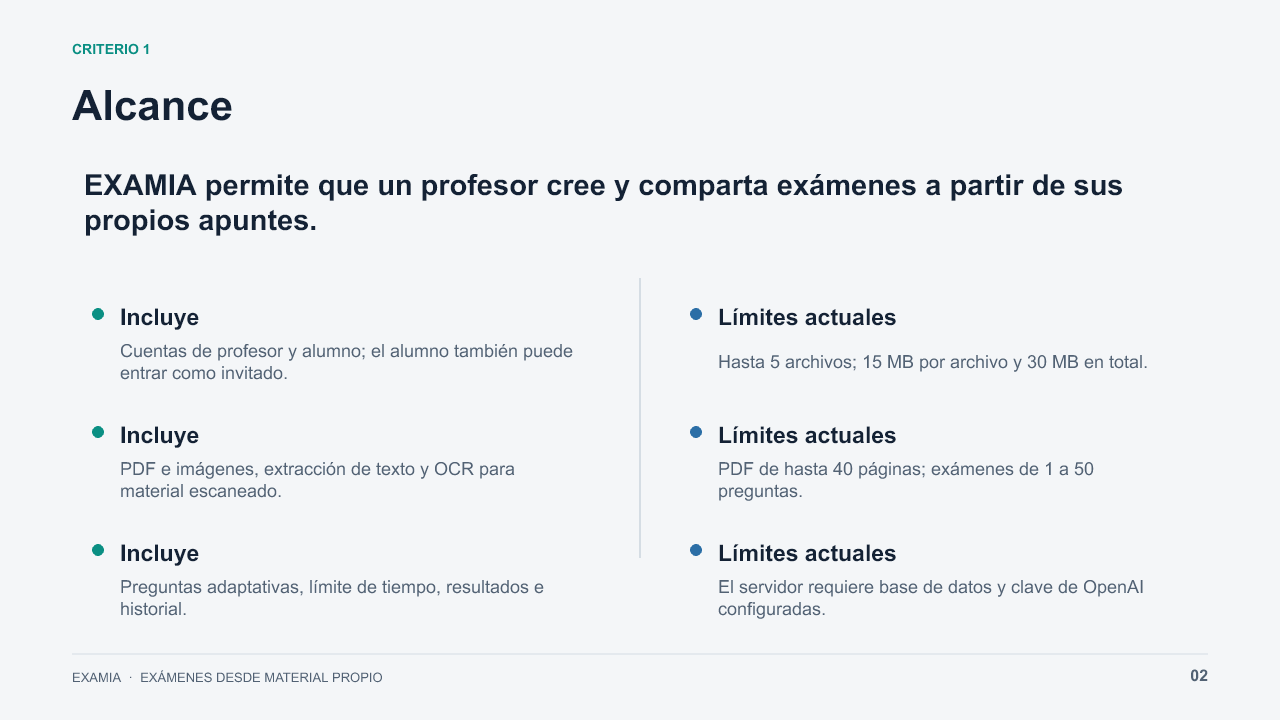 CRITERIO 1
Alcance
EXAMIA permite que un profesor cree y comparta exámenes a partir de sus
propios apuntes.
Incluye
Cuentas de profesor y alumno; el alumno también puede
entrar como invitado.
Incluye
PDF e imágenes, extracción de texto y OCR para
material escaneado.
Incluye
Preguntas adaptativas, límite de tiempo, resultados e
historial.
Límites actuales
Hasta 5 archivos; 15 MB por archivo y 30 MB en total.
Límites actuales
PDF de hasta 40 páginas; exámenes de 1 a 50
preguntas.
Límites actuales
El servidor requiere base de datos y clave de OpenAI
configuradas.
EXAMIA · EXÁMENES DESDE MATERIAL PROPIO
02